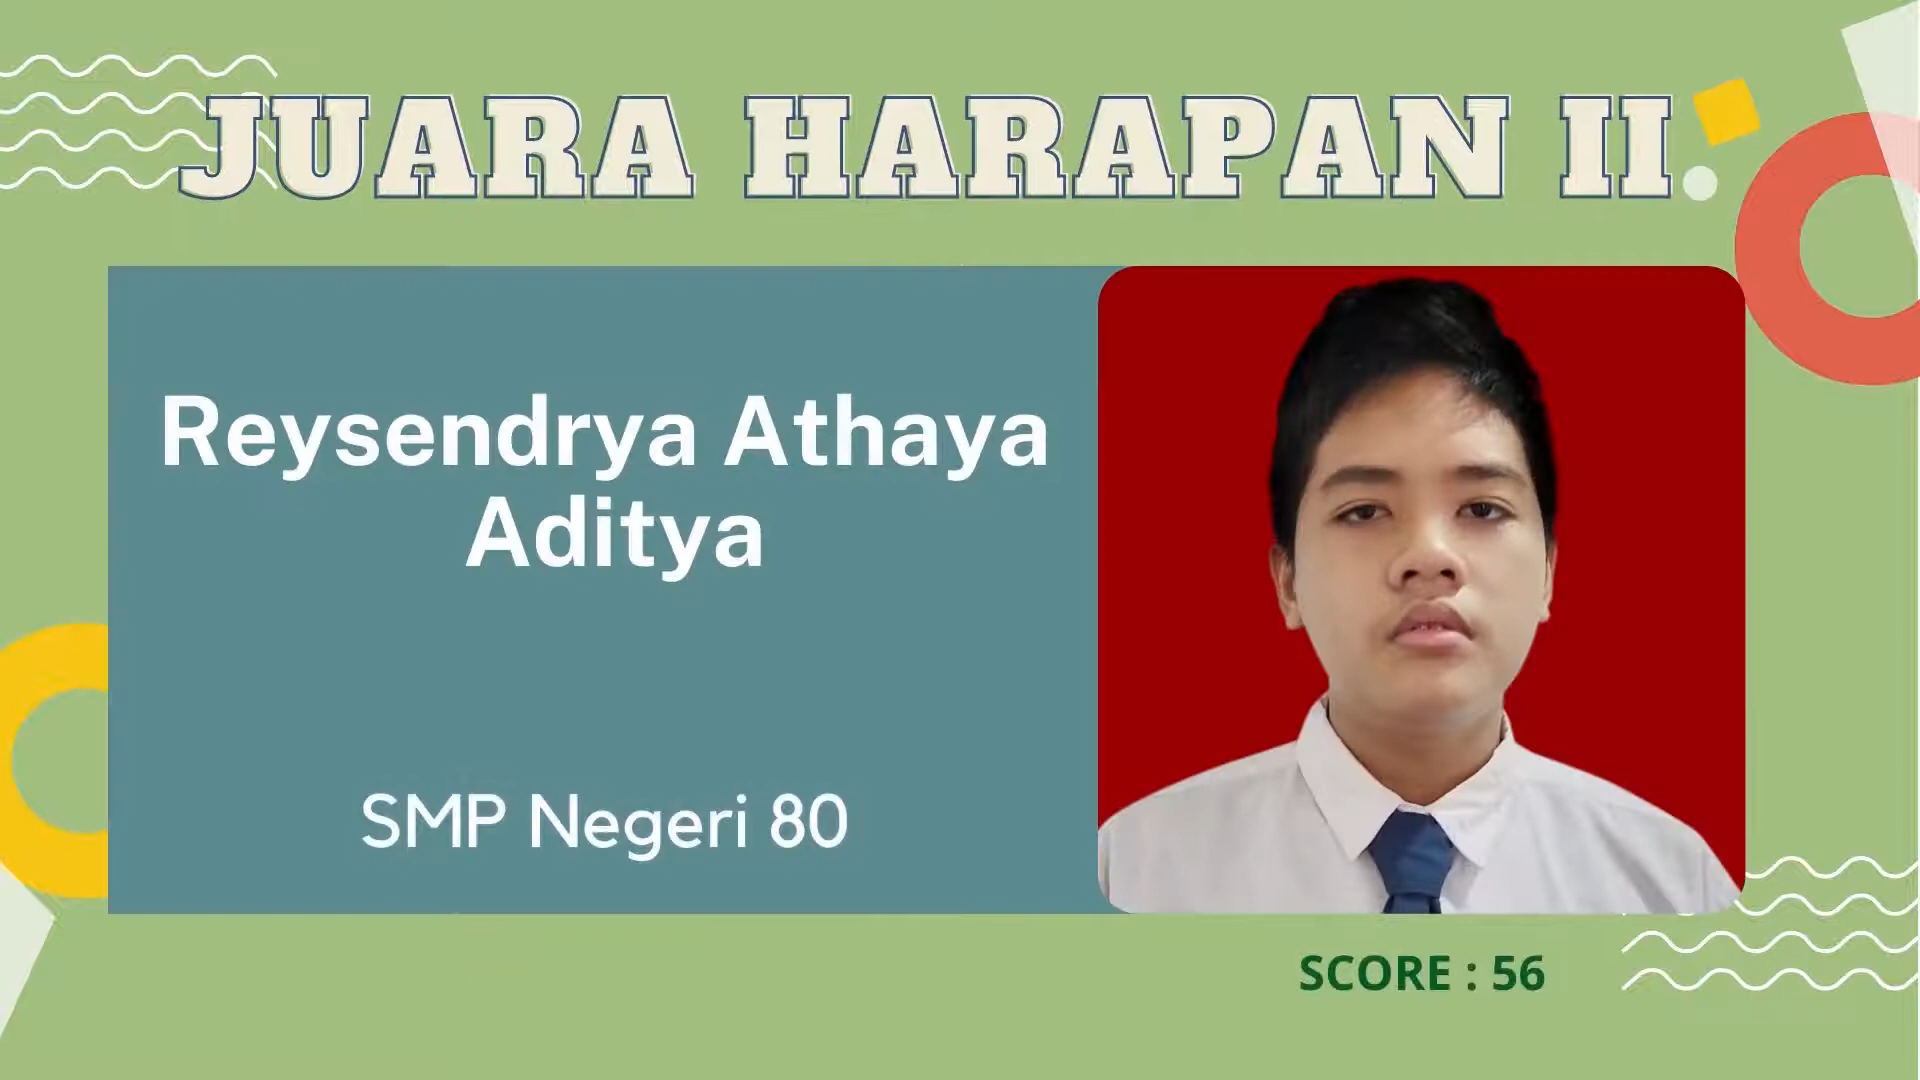 JUARA HARAPAN II
Reysendrya Athaya
Aditya
SMP Negeri 80
SCORE : 56